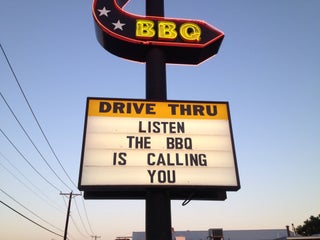 BBQ
DRIVE THRU
LISTEN
THE BBQ
IS CALLING
YOU